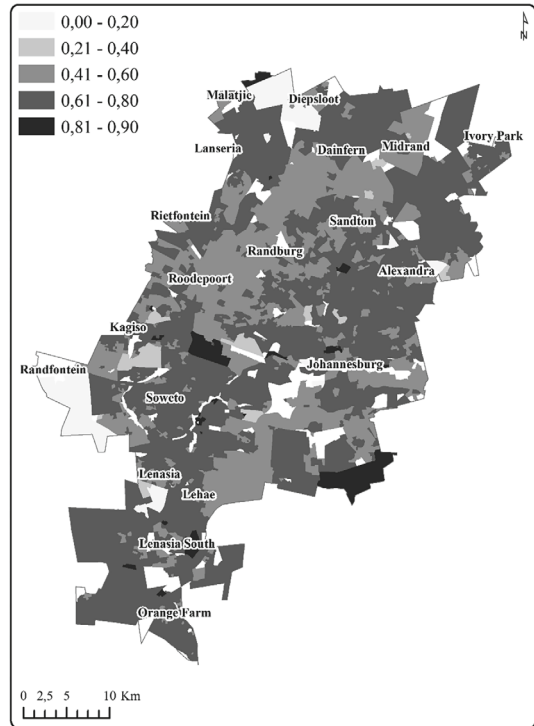 0,00 - 0,20
0,21 - 0,40
0,41 - 0,60
0,61 - 0,80
0,81 - 0,90
N
Malatjie
Diepsloot
Lanseria
Dainfern
Midrand
Ivory Park
Rietfontein
Sandton
Randburg
Roodepoort
Alexandra
Kagiso
Randfontein
Johannesburg
Soweto
Lenasia
Lehae
Lenasia South
Orange Farm
0 2,5 5 10 Km